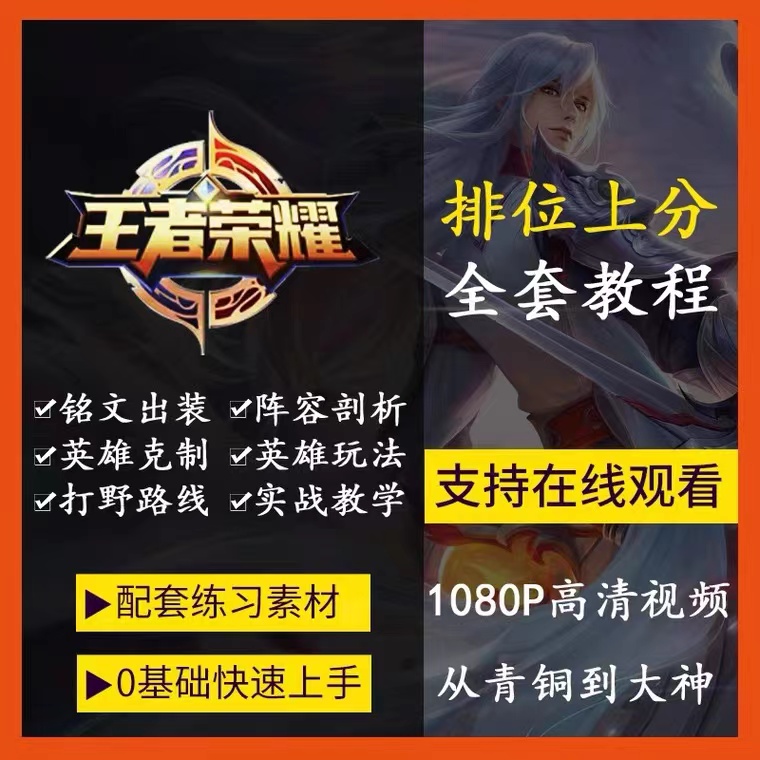 王者荣耀
排位上分
全套教程
☑铭文出装 ☑阵容剖析
☑英雄克制 ☑英雄玩法
☑打野路线 ☑实战教学
支持在线观看
▶配套练习素材
▶0基础快速上手
1080P高清视频
从青铜到大神